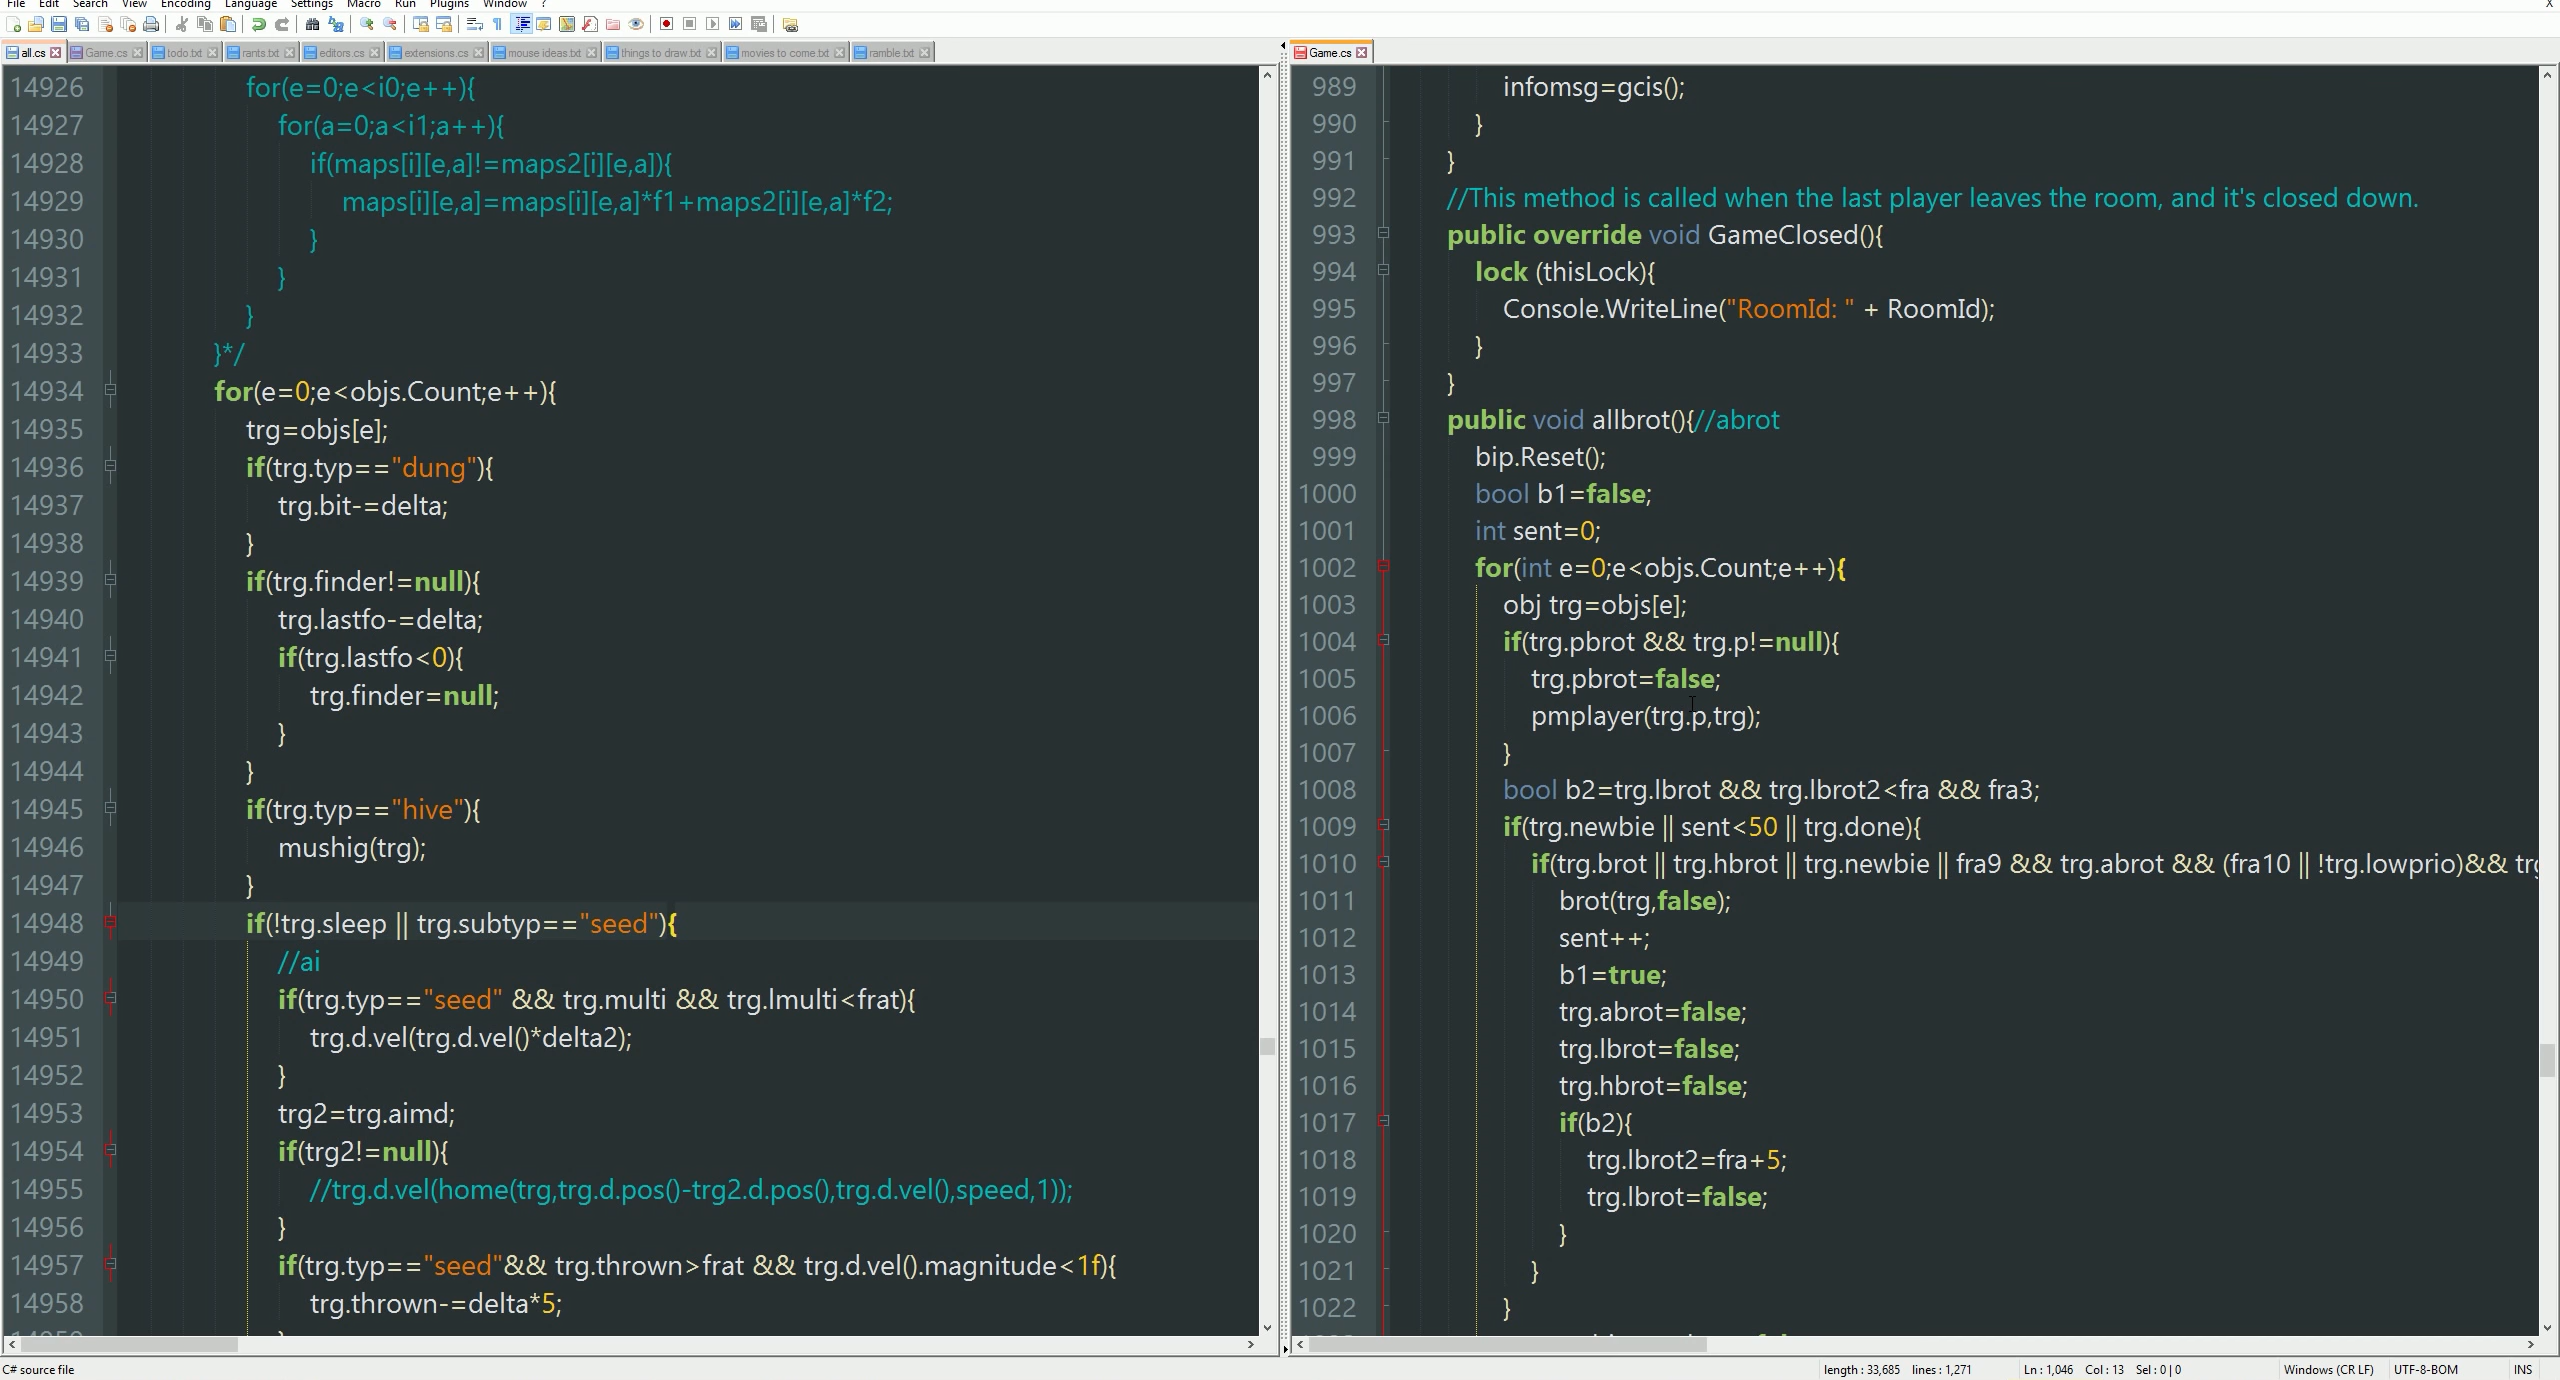 File Edit Search View Encoding Language Settings Macro Run Plugins Window ? X
all.cs Game.cs todo.txt rants.txt editors.cs extensions.cs mouse ideas.txt things to draw.txt movies to come.txt ramble.txt
14926 for(e=0;e<i0;e++){
14927 for(a=0;a<i1;a++){
14928 if(maps[i][e,a]!=maps2[i][e,a]){
14929 maps[i][e,a]=maps[i][e,a]*f1+maps2[i][e,a]*f2;
14930 }
14931 }
14932 }
14933 }*/
14934 for(e=0;e<objs.Count;e++){
14935 trg=objs[e];
14936 if(trg.typ=="dung"){
14937 trg.bit-=delta;
14938 }
14939 if(trg.finder!=null){
14940 trg.lastfo-=delta;
14941 if(trg.lastfo<0){
14942 trg.finder=null;
14943 }
14944 }
14945 if(trg.typ=="hive"){
14946 mushig(trg);
14947 }
14948 if(!trg.sleep || trg.subtyp=="seed"){
14949 //ai
14950 if(trg.typ=="seed" && trg.multi && trg.lmulti<frat){
14951 trg.d.vel(trg.d.vel()*delta2);
14952 }
14953 trg2=trg.aimd;
14954 if(trg2!=null){
14955 //trg.d.vel(home(trg,trg.d.pos()-trg2.d.pos(),trg.d.vel(),speed,1));
14956 }
14957 if(trg.typ=="seed"&& trg.thrown>frat && trg.d.vel().magnitude<1f){
14958 trg.thrown-=delta*5;
Game.cs
989 infomsg=gcis();
990 }
991 }
992 //This method is called when the last player leaves the room, and it's closed down.
993 public override void GameClosed(){
994 lock (thisLock){
995 Console.WriteLine("RoomId: " + RoomId);
996 }
997 }
998 public void allbrot(){//abrot
999 bip.Reset();
1000 bool b1=false;
1001 int sent=0;
1002 for(int e=0;e<objs.Count;e++){
1003 obj trg=objs[e];
1004 if(trg.pbrot && trg.p!=null){
1005 trg.pbrot=false;
1006 pmplayer(trg.p,trg);
1007 }
1008 bool b2=trg.lbrot && trg.lbrot2<fra && fra3;
1009 if(trg.newbie || sent<50 || trg.done){
1010 if(trg.brot || trg.hbrot || trg.newbie || fra9 && trg.abrot && (fra10 || !trg.lowprio)&&
1011 brot(trg,false);
1012 sent++;
1013 b1=true;
1014 trg.abrot=false;
1015 trg.lbrot=false;
1016 trg.hbrot=false;
1017 if(b2){
1018 trg.lbrot2=fra+5;
1019 trg.lbrot=false;
1020 }
1021 }
1022 }
C# source file length : 33,685 lines : 1,271 Ln : 1,046 Col : 13 Sel : 0 | 0 Windows (CR LF) UTF-8-BOM INS